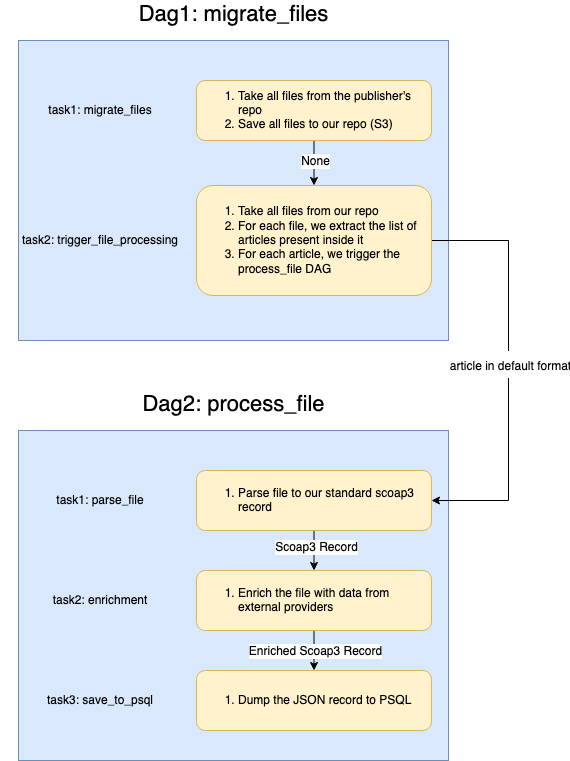 Dag1: migrate_files
task1: migrate_files
1. Take all files from the publisher's
repo
2. Save all files to our repo (S3)
None
task2: trigger_file_processing
1. Take all files from our repo
2. For each file, we extract the list of
articles present inside it
3. For each article, we trigger the
process_file DAG
article in default format
Dag2: process_file
task1: parse_file
1. Parse file to our standard scoap3
record
Scoap3 Record
task2: enrichment
1. Enrich the file with data from
external providers
Enriched Scoap3 Record
task3: save_to_psql
1. Dump the JSON record to PSQL